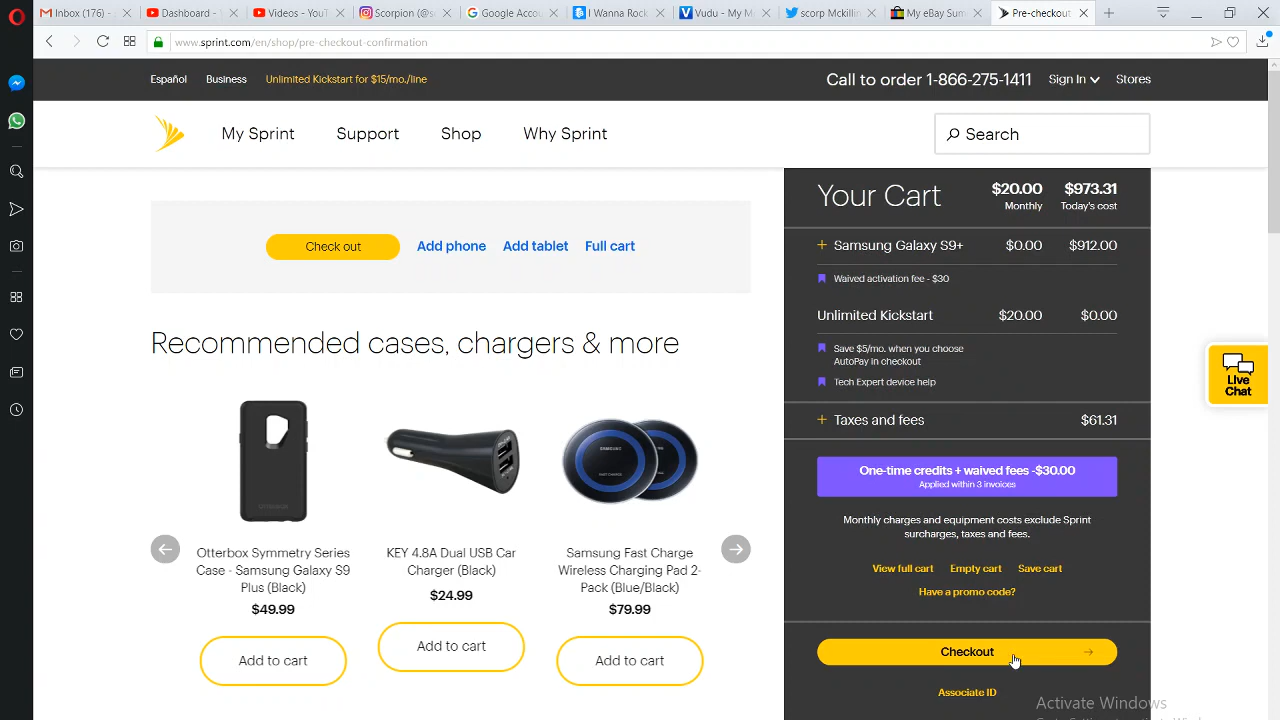 Inbox (176) -
Dashboard -
Videos - YouT
Scorpion (@s
Google Accou
I Wanna Rock
Vudu - My M
scorp Mcklin
My eBay Sum
Pre-checkout
www.sprint.com/en/shop/pre-checkout-confirmation
Español Business Unlimited Kickstart for $15/mo./line
Call to order 1-866-275-1411 Sign In Stores
My Sprint Support Shop Why Sprint
Search
Check out Add phone Add tablet Full cart
Recommended cases, chargers & more
SAMSUNG
FAST CHARGE
SAMSUNG
Otterbox Symmetry Series
Case - Samsung Galaxy S9
Plus (Black)
$49.99
Add to cart
KEY 4.8A Dual USB Car
Charger (Black)
$24.99
Add to cart
Samsung Fast Charge
Wireless Charging Pad 2-
Pack (Blue/Black)
$79.99
Add to cart
Your Cart $20.00 $973.31
Monthly Today's cost
+ Samsung Galaxy S9+ $0.00 $912.00
Waived activation fee - $30
Unlimited Kickstart $20.00 $0.00
Save $5/mo. when you choose
AutoPay in checkout
Tech Expert device help
+ Taxes and fees $61.31
One-time credits + waived fees -$30.00
Applied within 3 invoices
Monthly charges and equipment costs exclude Sprint
surcharges, taxes and fees.
View full cart Empty cart Save cart
Have a promo code?
Checkout
Associate ID
Live
Chat
Activate Windows